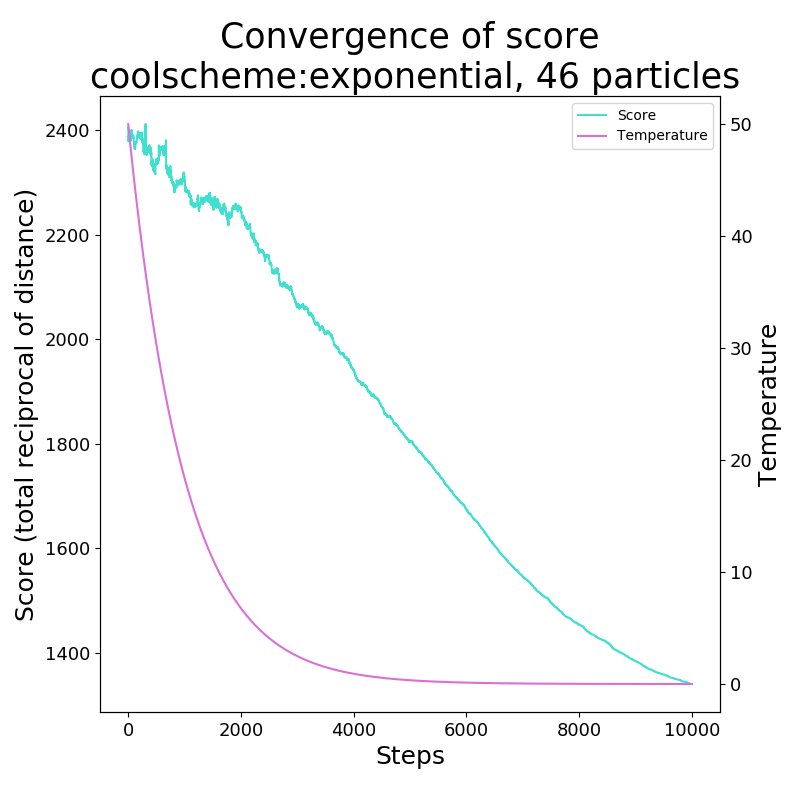 Convergence of score
coolscheme:exponential, 46 particles
Score
Temperature
Score (total reciprocal of distance)
2400
2200
2000
1800
1600
1400
50
40
30
20
10
0
Temperature
0
2000
4000
6000
8000
10000
Steps